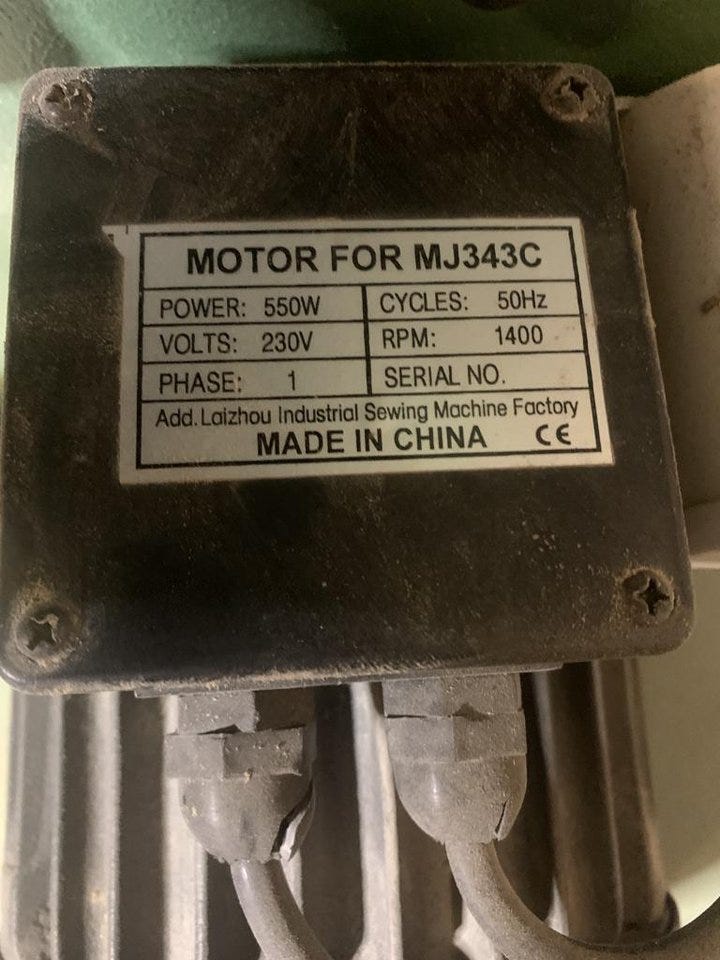 MOTOR FOR MJ343C
POWER: 550W CYCLES: 50Hz
VOLTS: 230V RPM: 1400
PHASE: 1 SERIAL NO.
Add.Laizhou Industrial Sewing Machine Factory
MADE IN CHINA CE